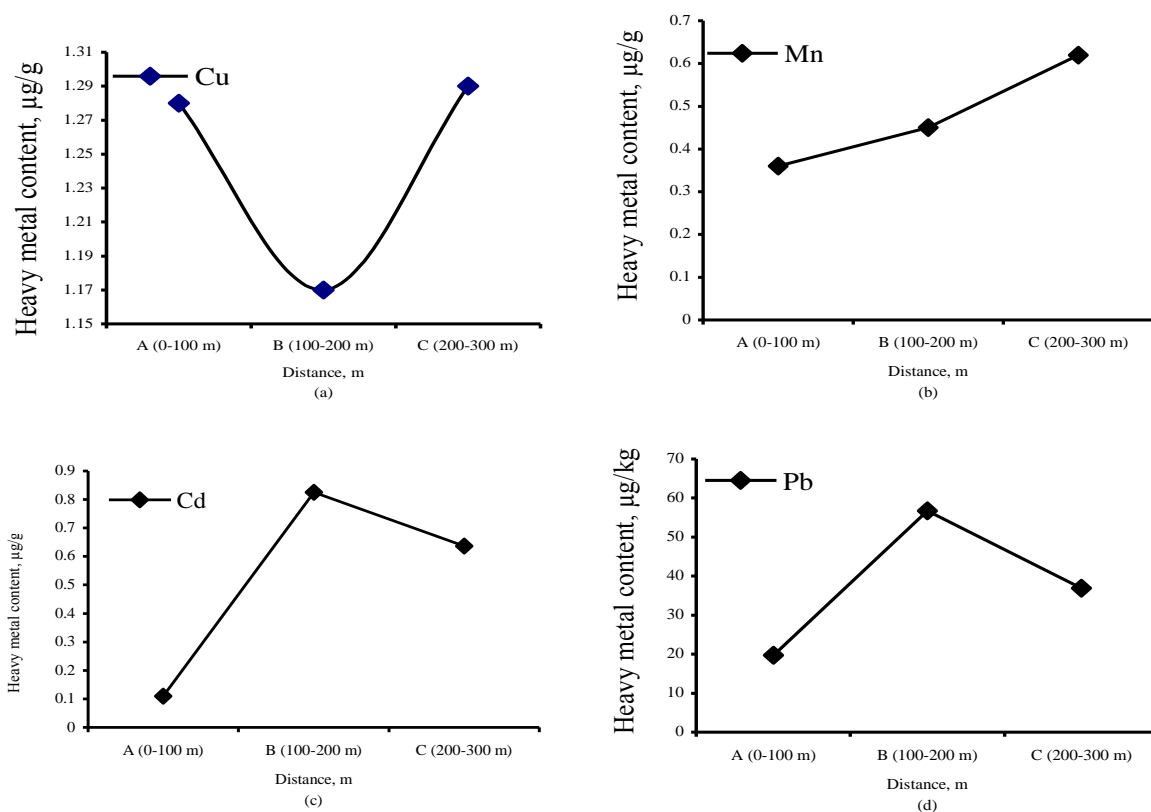 Heavy metal content, µg/g
1.31
1.29
1.27
1.25
1.23
1.21
1.19
1.17
1.15
Cu
A (0-100 m) B (100-200 m) C (200-300 m)
Distance, m
(a)
Heavy metal content, µg/g
0.7
0.6
0.5
0.4
0.3
0.2
0.1
0
Mn
A (0-100 m) B (100-200 m) C (200-300 m)
Distance, m
(b)
Heavy metal content, µg/g
0.9
0.8
0.7
0.6
0.5
0.4
0.3
0.2
0.1
0
Cd
A (0-100 m) B (100-200 m) C (200-300 m)
Distance, m
(c)
Heavy metal content, µg/kg
70
60
50
40
30
20
10
0
Pb
A (0-100 m) B (100-200 m) C (200-300 m)
Distance, m
(d)